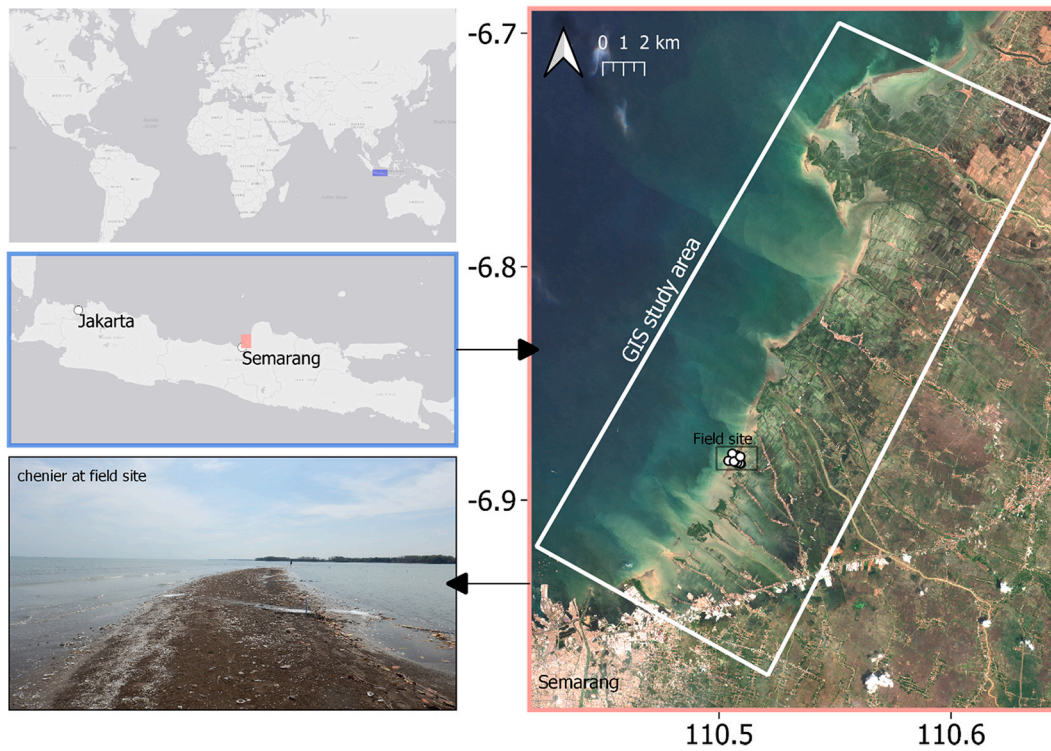 Jakarta
Semarang
chenier at field site
-6.7
-6.8
-6.9
0 1 2 km
GIS study area
Field site
Semarang
110.5
110.6